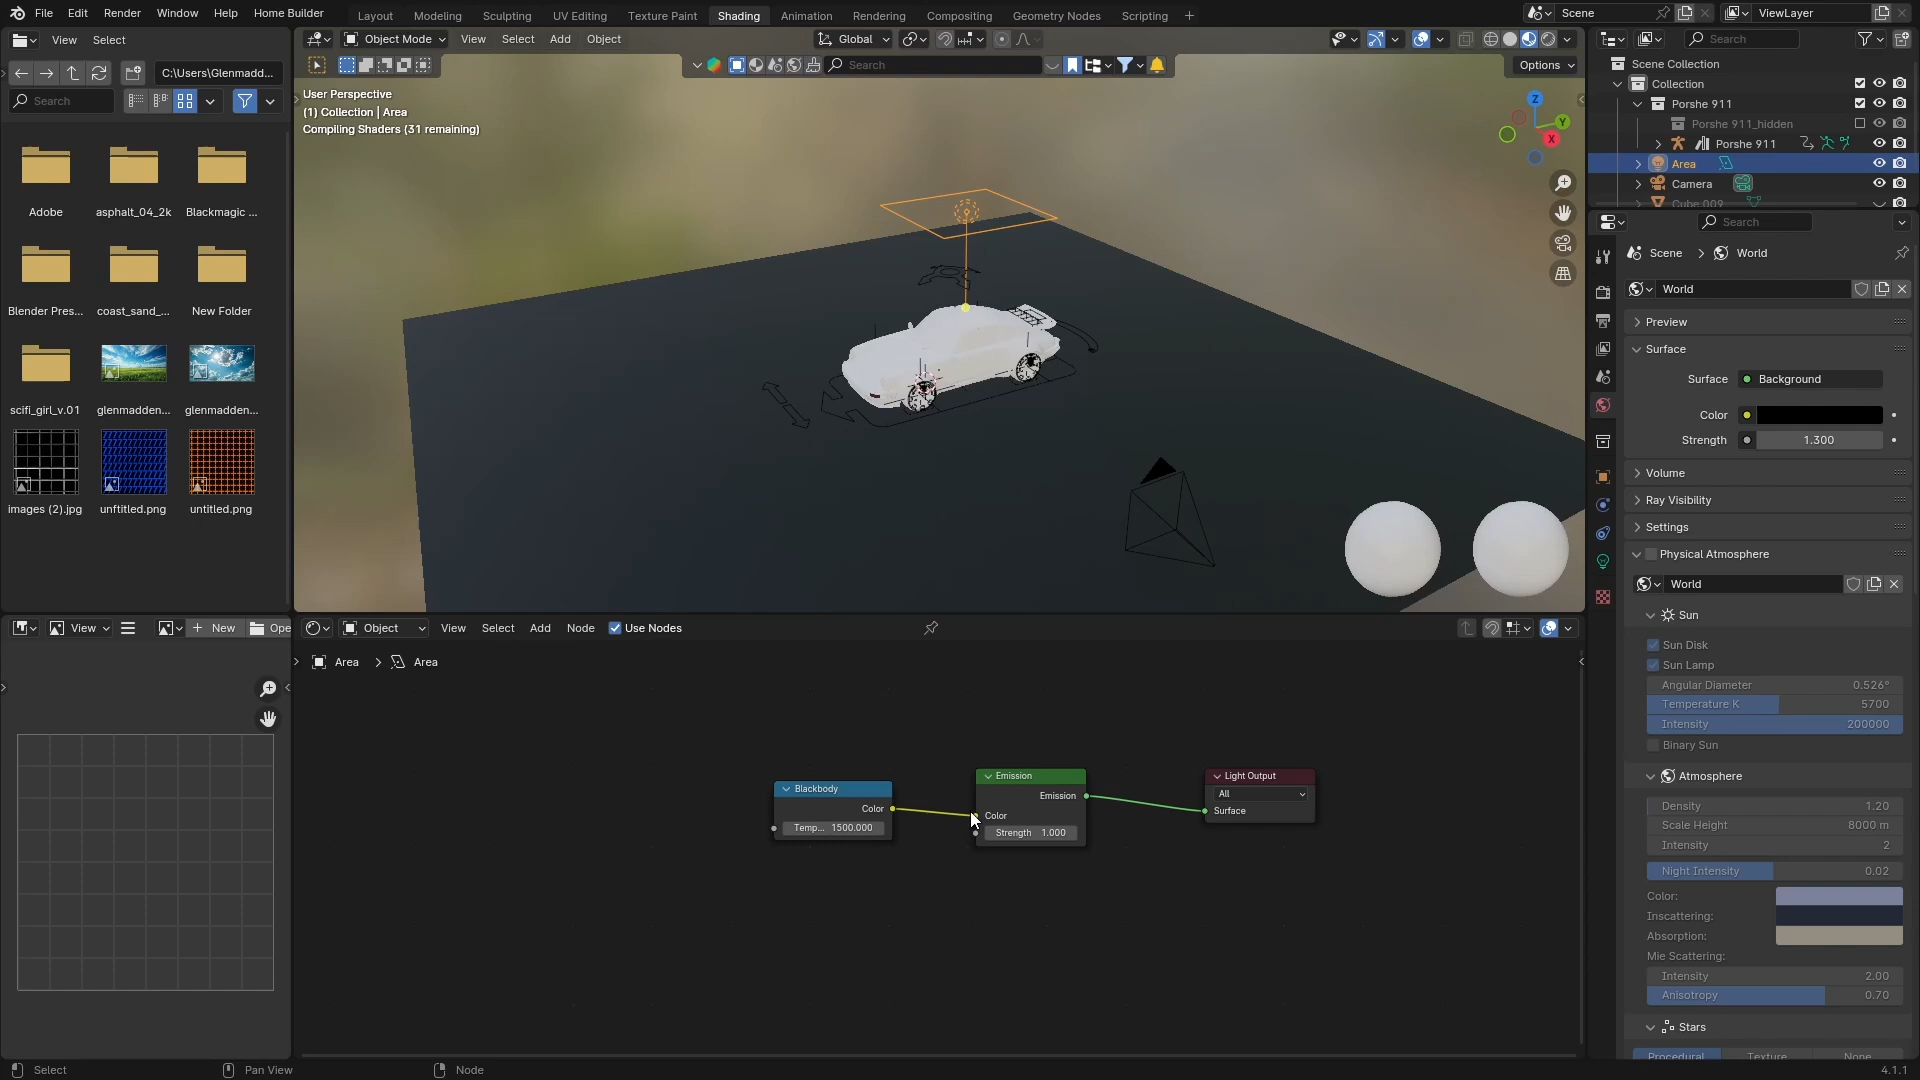 File Edit Render Window Help Home Builder
Layout Modeling Sculpting UV Editing Texture Paint Shading Animation Rendering Compositing Geometry Nodes Scripting +
Scene ViewLayer
View Select
Object Mode View Select Add Object Global
Search
C:\Users\Glenmadd...
Search
Search
Options
User Perspective
(1) Collection | Area
Compiling Shaders (31 remaining)
Z
Y
X
Adobe asphalt_04_2k Blackmagic ...
Blender Pres... coast_sand_... New Folder
scifi_girl_v.01 glenmadden... glenmadden...
images (2).jpg unftitled.png untitled.png
Scene Collection
Collection
Porshe 911
Porshe 911_hidden
Porshe 911
Area
Camera
Cube.009
Search
Scene > World
World
Preview
Surface
Surface Background
Color
Strength 1.300
Volume
Ray Visibility
Settings
Physical Atmosphere
World
Sun
Sun Disk
Sun Lamp
Angular Diameter 0.526°
Temperature K 5700
Intensity 200000
Binary Sun
Atmosphere
Density 1.20
Scale Height 8000 m
Intensity 2
Night Intensity 0.02
Color:
Inscattering:
Absorption:
Mie Scattering:
Intensity 2.00
Anisotropy 0.70
Stars
Procedural Texture None
View + New Ope
Object View Select Add Node Use Nodes
Area > Area
Blackbody
Color
Temp... 1500.000
Emission
Emission
Color
Strength 1.000
Light Output
All
Surface
Select Pan View Node 4.1.1